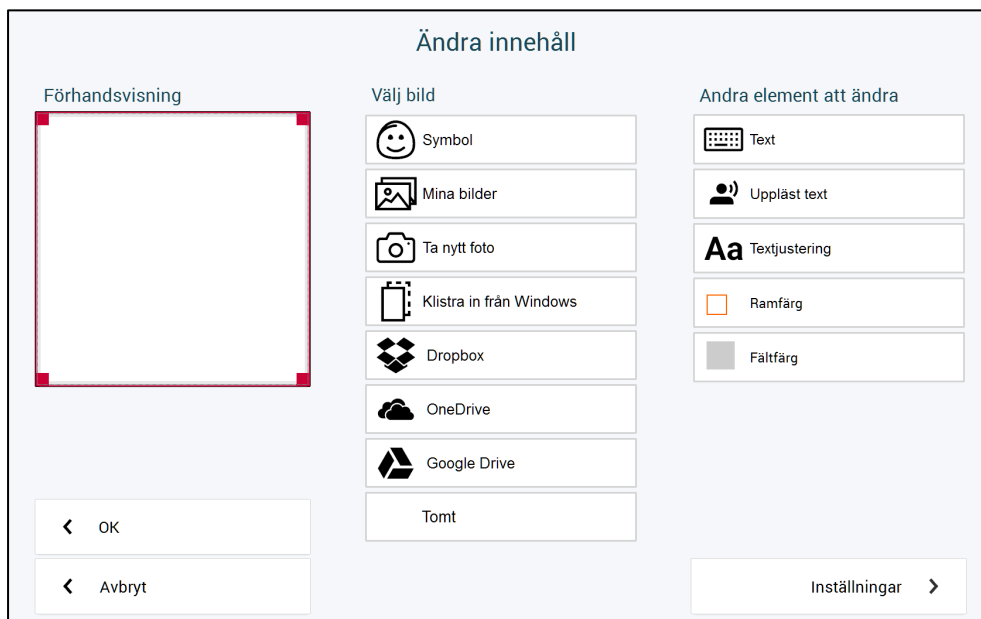 Ändra innehåll
Förhandsvisning
Välj bild
Symbol
Mina bilder
Ta nytt foto
Klistra in från Windows
Dropbox
OneDrive
Google Drive
Tomt
Andra element att ändra
Text
Uppläst text
Aa Textjustering
Ramfärg
Fältfärg
OK
Avbryt
Inställningar